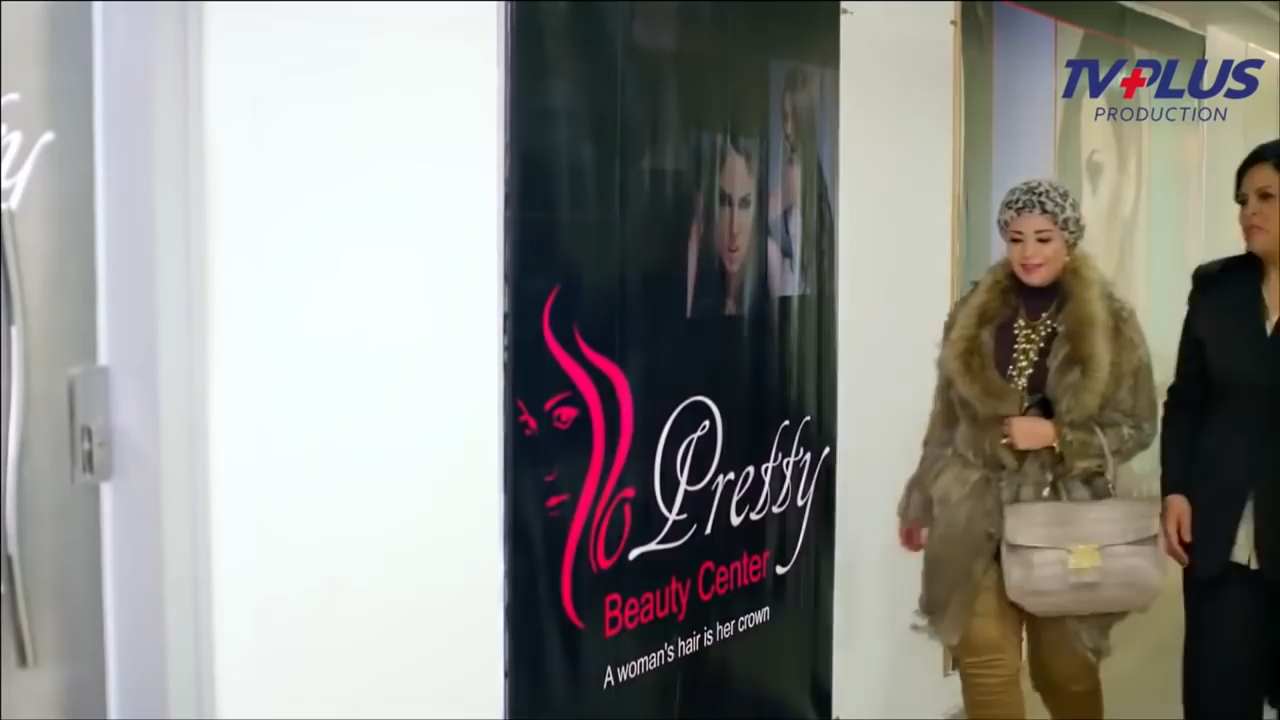 TV+PLUS
PRODUCTION
Pretty
Beauty Center
A woman's hair is her crown